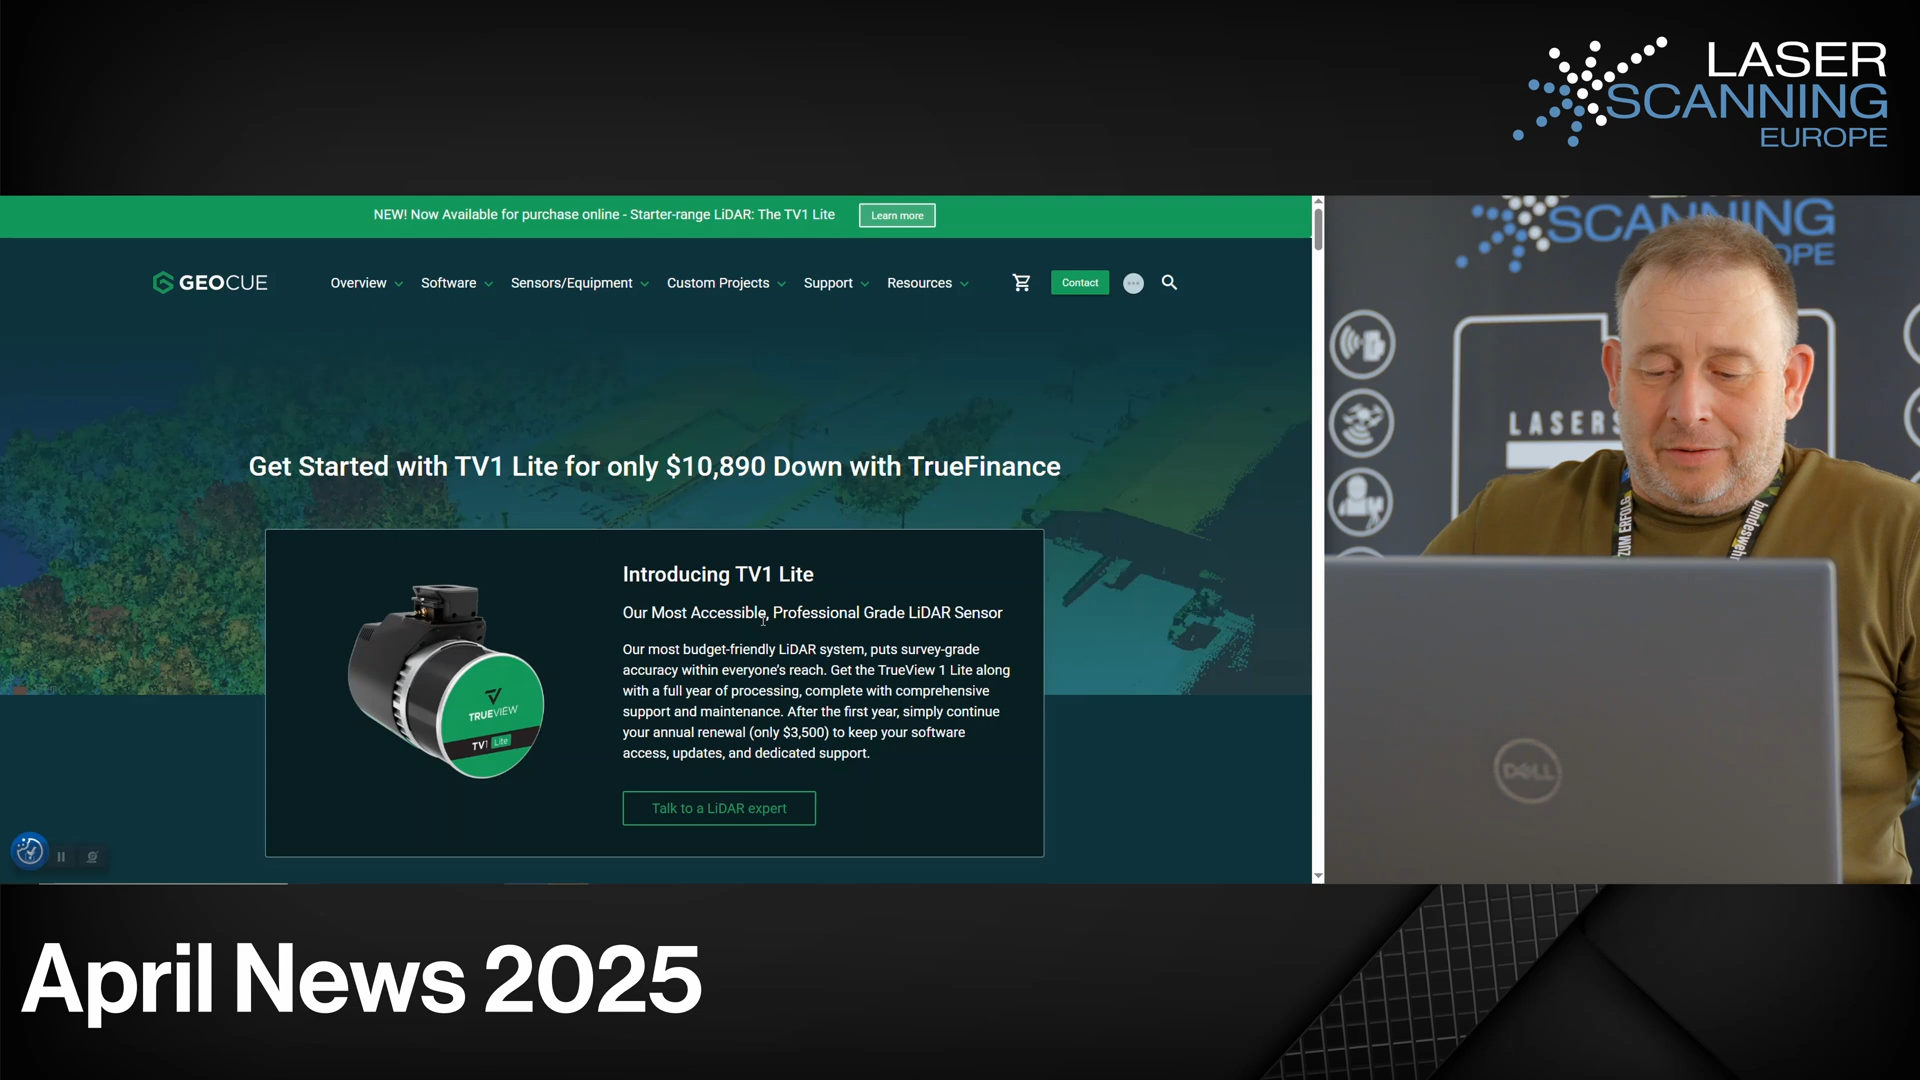 LASER
SCANNING
EUROPE
NEW! Now Available for purchase online - Starter-range LiDAR: The TV1 Lite
Learn more
GEOCUE
Overview
Software
Sensors/Equipment
Custom Projects
Support
Resources
Contact
Get Started with TV1 Lite for only $10,890 Down with TrueFinance
Introducing TV1 Lite
Our Most Accessible, Professional Grade LiDAR Sensor
Our most budget-friendly LiDAR system, puts survey-grade
accuracy within everyone's reach. Get the TrueView 1 Lite along
with a full year of processing, complete with comprehensive
support and maintenance. After the first year, simply continue
your annual renewal (only $3,500) to keep your software
access, updates, and dedicated support.
Talk to a LiDAR expert
TRUEVIEW
TV1 Lite
SCANNING
OPE
LASERS
ZUM ERFOLG
bundesweh
DELL
April News 2025